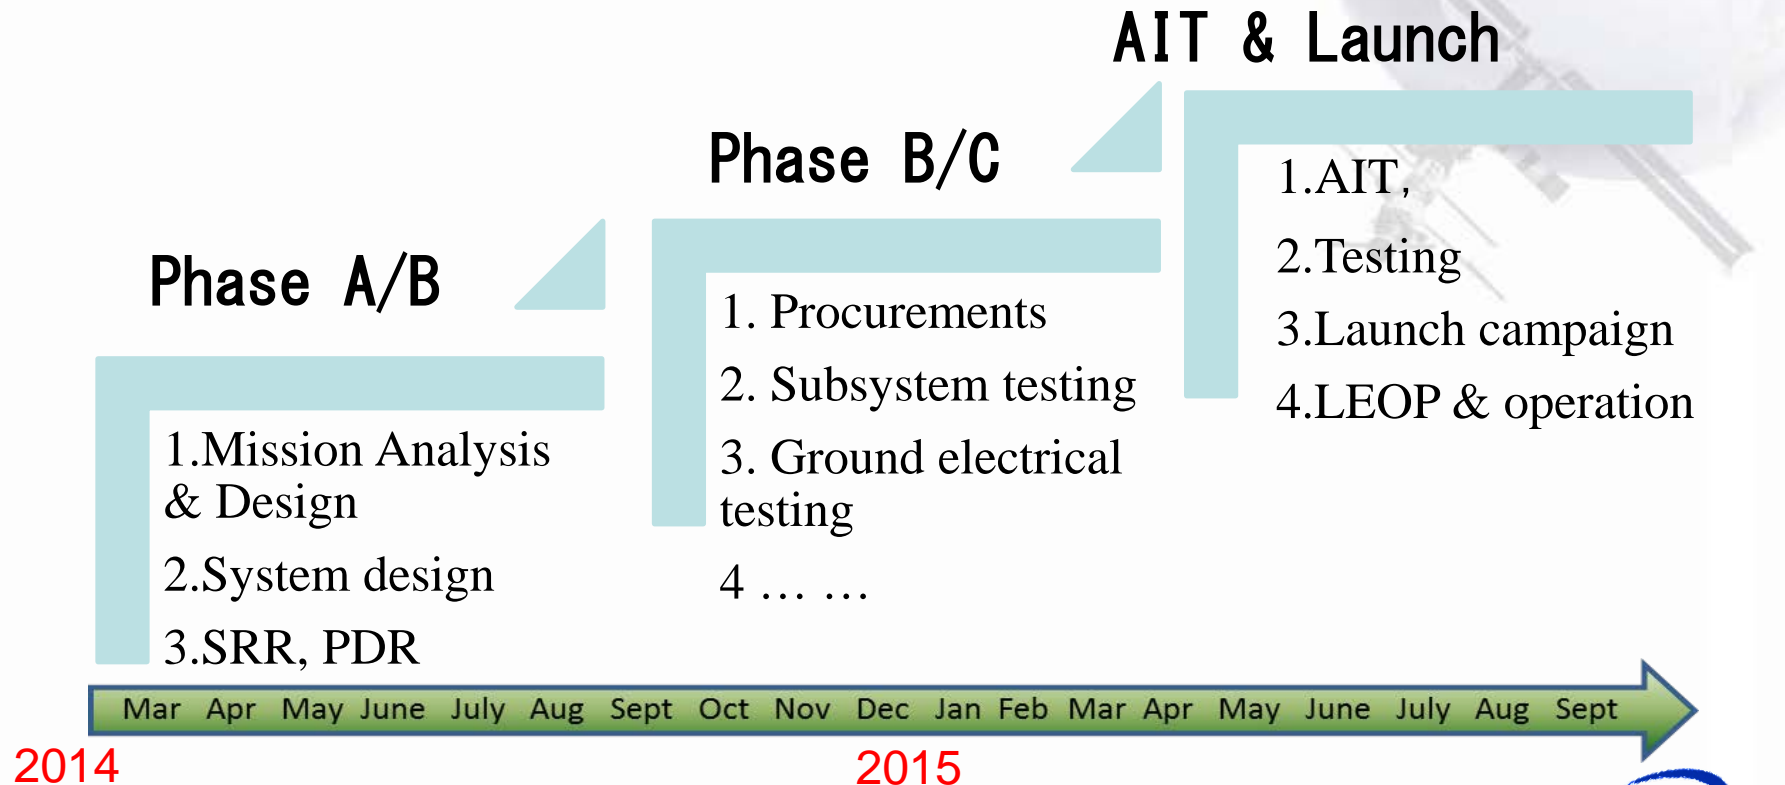 AIT & Launch
Phase B/C
Phase A/B
1.AIT,
2.Testing
3.Launch campaign
4.LEOP & operation
1. Procurements
2. Subsystem testing
3. Ground electrical
testing
4 … …
1.Mission Analysis
& Design
2.System design
3.SRR, PDR
Mar Apr May June July Aug Sept Oct Nov Dec Jan Feb Mar Apr May June July Aug Sept
2014 2015